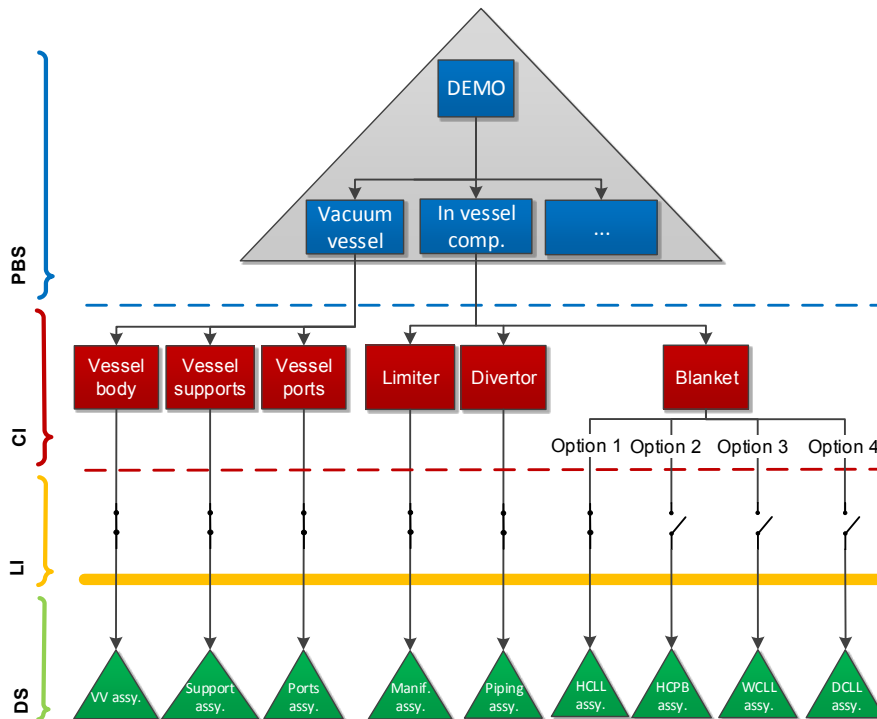 DEMO
Vacuum
vessel
In vessel
comp.
...
PBS
Vessel
body
Vessel
supports
Vessel
ports
Limiter
Divertor
Blanket
CI
Option 1
Option 2
Option 3
Option 4
LI
DS
VV assy.
Support
assy.
Ports
assy.
Manif.
assy.
Piping
assy.
HCLL
assy.
HCPB
assy.
WCLL
assy.
DCLL
assy.